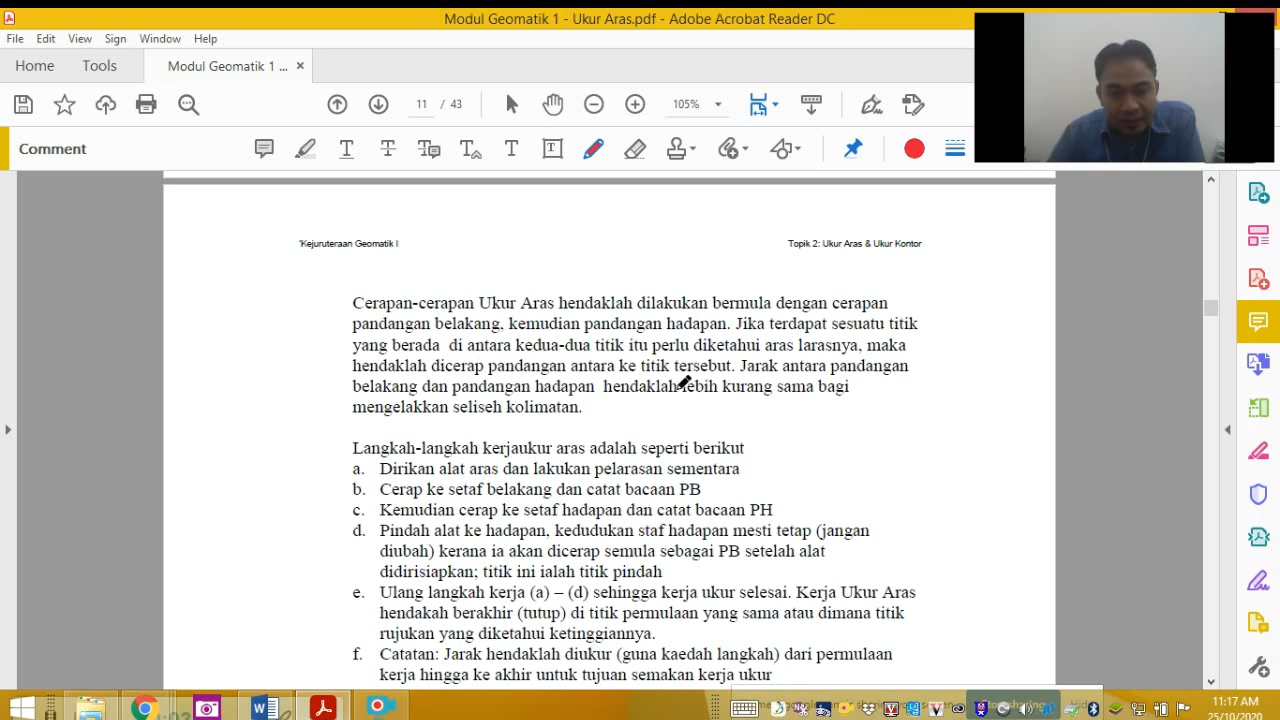 Modul Geomatik 1 - Ukur Aras.pdf - Adobe Acrobat Reader DC
File Edit View Sign Window Help
Home Tools Modul Geomatik 1 ... ×
11 / 43 105%
Comment
'Kejuruteraan Geomatik I Topik 2: Ukur Aras & Ukur Kontor
Cerapan-cerapan Ukur Aras hendaklah dilakukan bermula dengan cerapan
pandangan belakang, kemudian pandangan hadapan. Jika terdapat sesuatu titik
yang berada di antara kedua-dua titik itu perlu diketahui aras larasnya, maka
hendaklah dicerap pandangan antara ke titik tersebut. Jarak antara pandangan
belakang dan pandangan hadapan hendaklah lebih kurang sama bagi
mengelakkan seliseh kolimatan.
Langkah-langkah kerjaukur aras adalah seperti berikut
a. Dirikan alat aras dan lakukan pelarasan sementara
b. Cerap ke setaf belakang dan catat bacaan PB
c. Kemudian cerap ke setaf hadapan dan catat bacaan PH
d. Pindah alat ke hadapan, kedudukan staf hadapan mesti tetap (jangan
diubah) kerana ia akan dicerap semula sebagai PB setelah alat
didirisiapkan; titik ini ialah titik pindah
e. Ulang langkah kerja (a) – (d) sehingga kerja ukur selesai. Kerja Ukur Aras
hendakah berakhir (tutup) di titik permulaan yang sama atau dimana titik
rujukan yang diketahui ketinggiannya.
f. Catatan: Jarak hendaklah diukur (guna kaedah langkah) dari permulaan
kerja hingga ke akhir untuk tujuan semakan kerja ukur
11:17 AM
25/10/2020